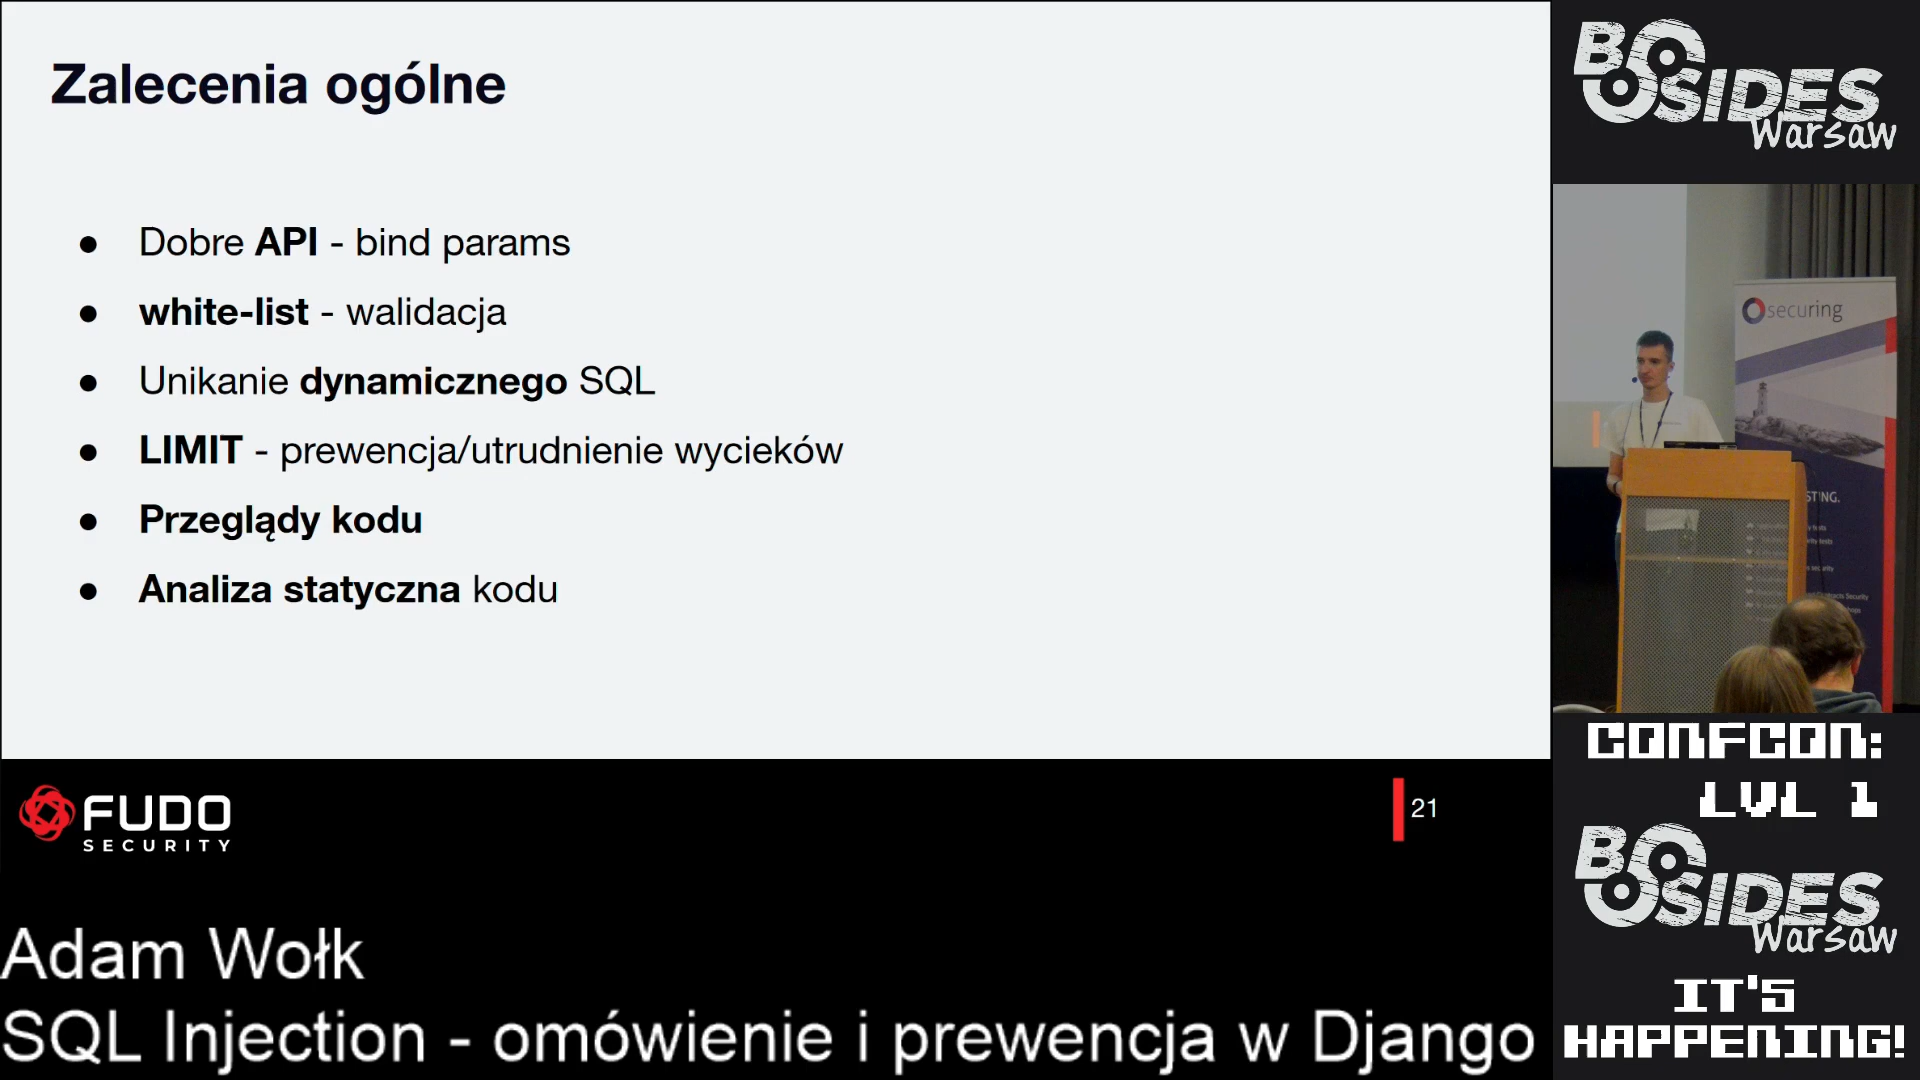 Zalecenia ogólne
● Dobre API - bind params
● white-list - walidacja
● Unikanie dynamicznego SQL
● LIMIT - prewencja/utrudnienie wycieków
● Przeglądy kodu
● Analiza statyczna kodu
FUDO
SECURITY
21
Adam Wołk
SQL Injection - omówienie i prewencja w Django
BSIDES
Warsaw
securing
CONFCON:
LVL 1
BSIDES
Warsaw
IT'S
HAPPENING!